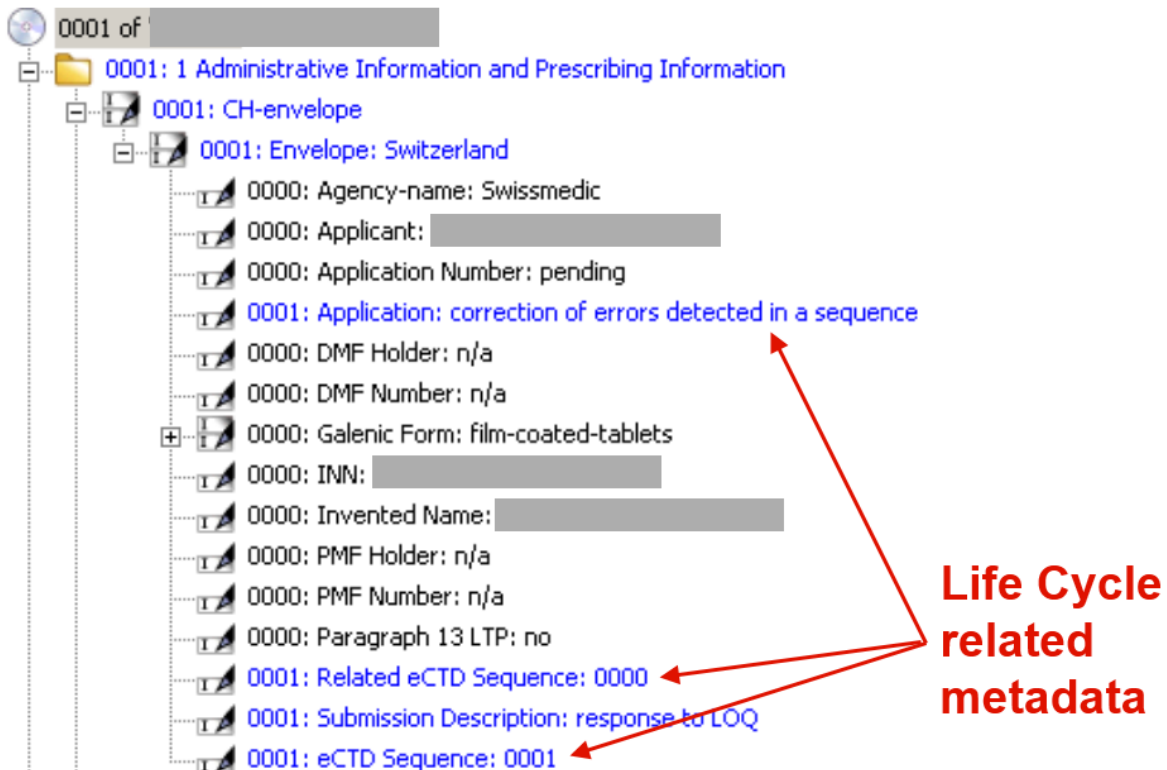 0001 of
0001: 1 Administrative Information and Prescribing Information
0001: CH-envelope
0001: Envelope: Switzerland
0000: Agency-name: Swissmedic
0000: Applicant:
0000: Application Number: pending
0001: Application: correction of errors detected in a sequence
0000: DMF Holder: n/a
0000: DMF Number: n/a
0000: Galenic Form: film-coated-tablets
0000: INN:
0000: Invented Name:
0000: PMF Holder: n/a
0000: PMF Number: n/a
0000: Paragraph 13 LTP: no
0001: Related eCTD Sequence: 0000
0001: Submission Description: response to LOQ
0001: eCTD Sequence: 0001
Life Cycle
related
metadata